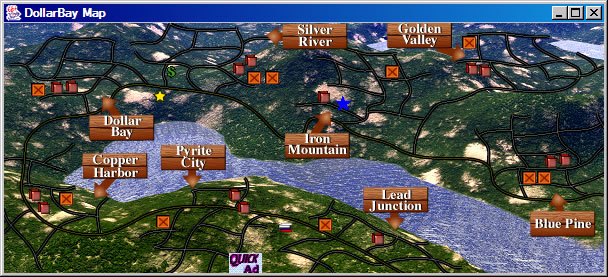 DollarBay Map
Silver
River
Golden
Valley
$
Dollar
Bay
Iron
Mountain
Copper
Harbor
Pyrite
City
Lead
Junction
Blue Pine
QUICK
Ad